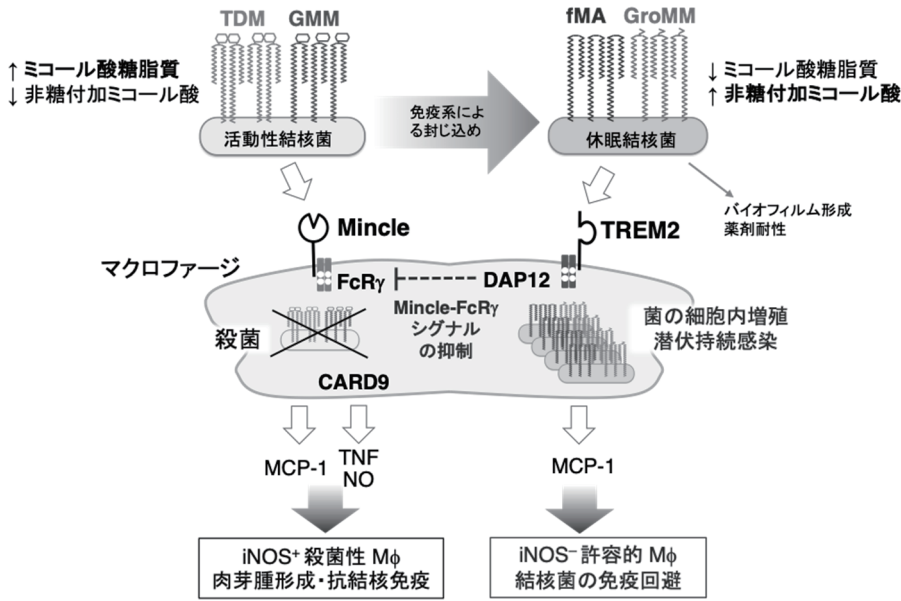 TDM GMM
fMA GroMM
↑ ミコール酸糖脂質
↓ 非糖付加ミコール酸
↓ ミコール酸糖脂質
↑ 非糖付加ミコール酸
免疫系によ
る封じ込め
活動性結核菌
休眠結核菌
バイオフィルム形成
薬剤耐性
Mincle
TREM2
マクロファージ
FcRγ
DAP12
Mincle-FcRγ
シグナル
の抑制
殺菌
菌の細胞内増殖
潜伏持続感染
CARD9
MCP-1
TNF
NO
MCP-1
iNOS⁺ 殺菌性 Mϕ
肉芽腫形成・抗結核免疫
iNOS⁻ 許容的 Mϕ
結核菌の免疫回避